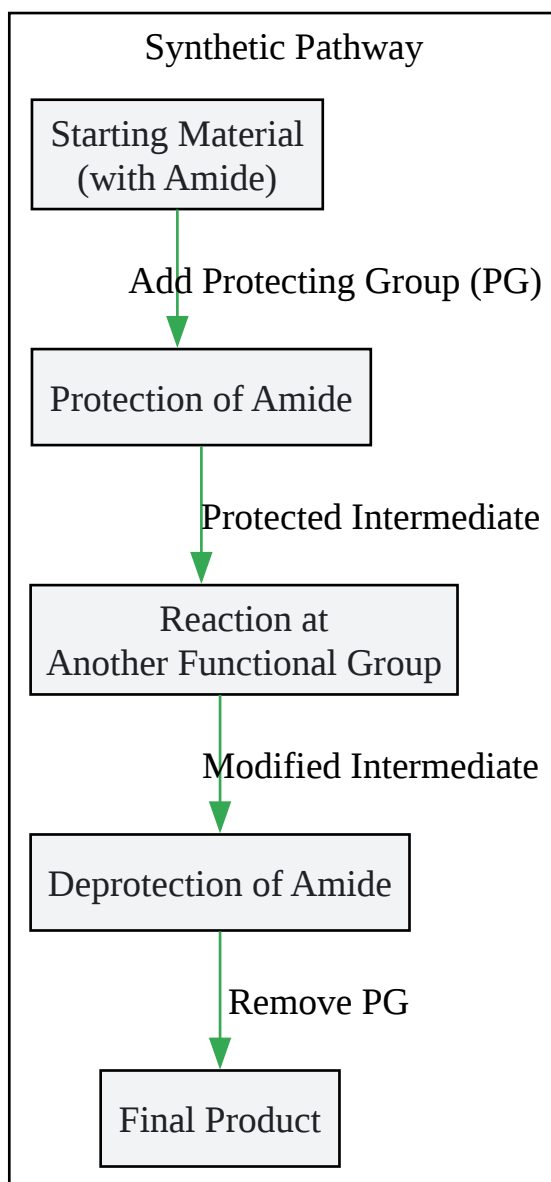 Synthetic Pathway
Starting Material
(with Amide)
Add Protecting Group (PG)
Protection of Amide
Protected Intermediate
Reaction at
Another Functional Group
Modified Intermediate
Deprotection of Amide
Remove PG
Final Product